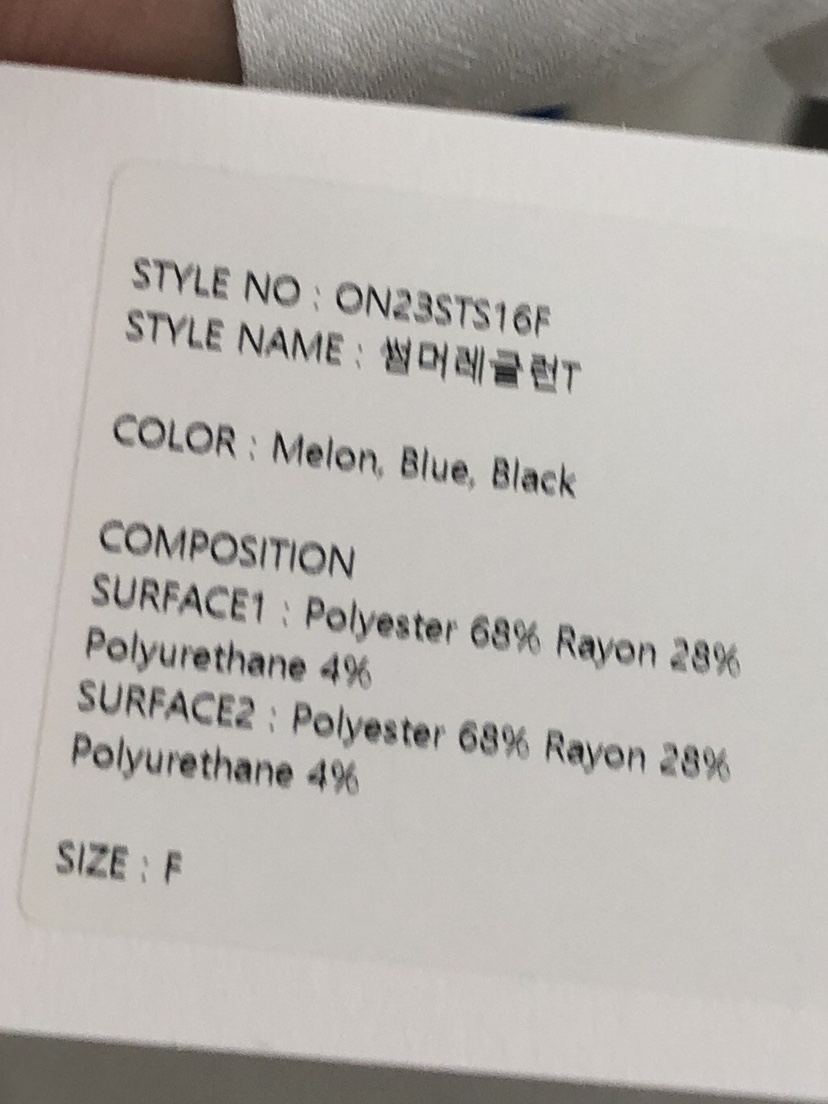 STYLE NO : ON23STS16F
STYLE NAME : 썸머레글런T
COLOR : Melon, Blue, Black
COMPOSITION
SURFACE1 : Polyester 68% Rayon 28%
Polyurethane 4%
SURFACE2 : Polyester 68% Rayon 28%
Polyurethane 4%
SIZE : F